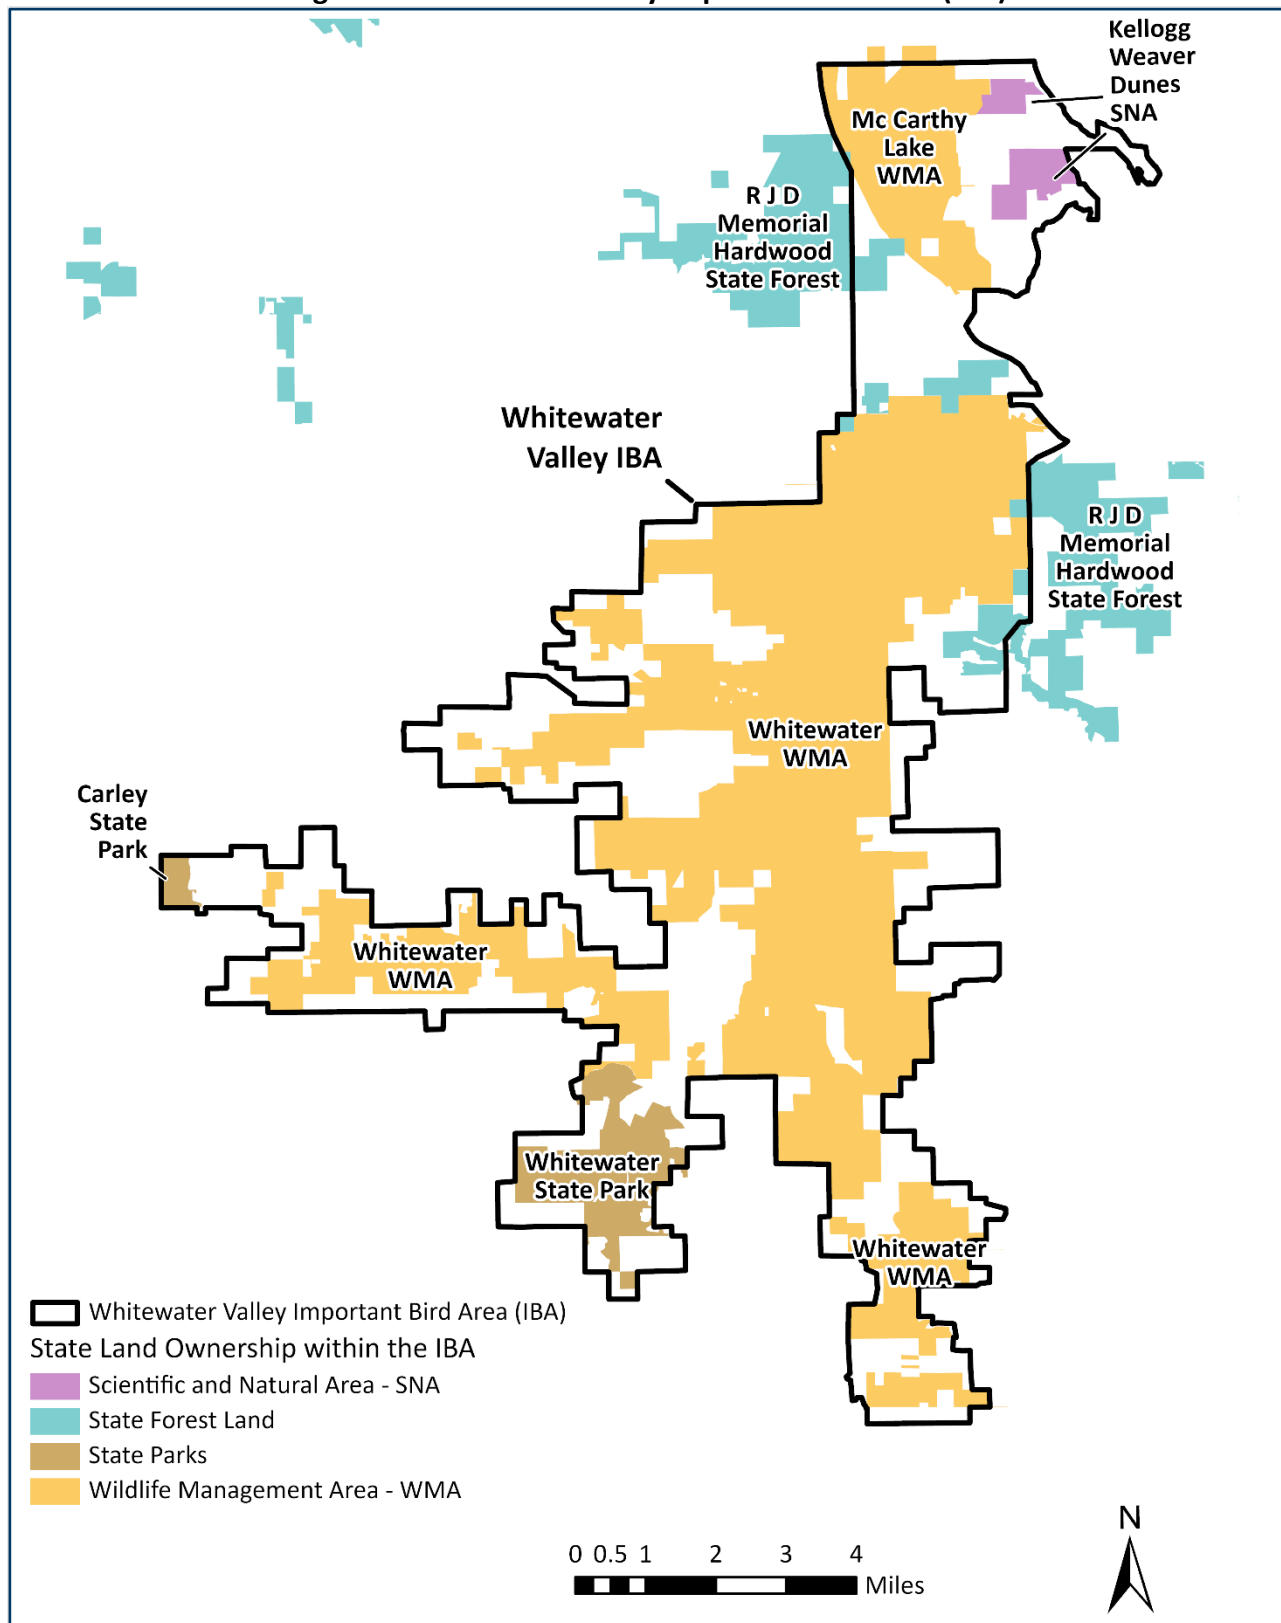 Kellogg
Weaver
Dunes
SNA
Mc Carthy
Lake
WMA
R J D
Memorial
Hardwood
State Forest
Whitewater
Valley IBA
R J D
Memorial
Hardwood
State Forest
Whitewater
WMA
Carley
State
Park
Whitewater
WMA
Whitewater
State Park
Whitewater
WMA
Whitewater Valley Important Bird Area (IBA)
State Land Ownership within the IBA
Scientific and Natural Area - SNA
State Forest Land
State Parks
Wildlife Management Area - WMA
N
0 0.5 1 2 3 4
Miles